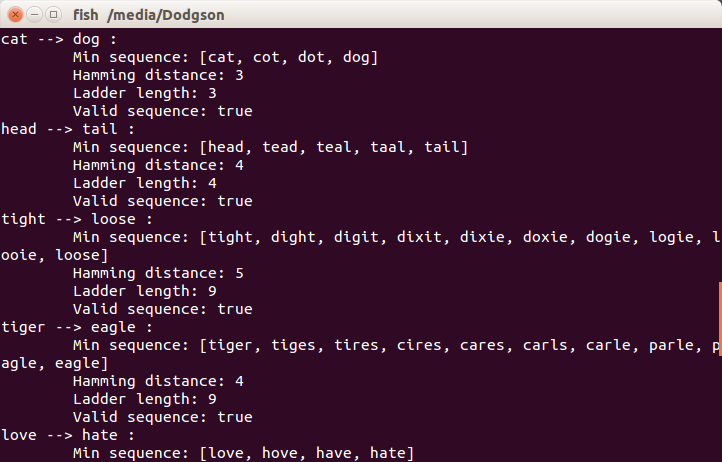 fish /media/Dodgson
cat --> dog :
Min sequence: [cat, cot, dot, dog]
Hamming distance: 3
Ladder length: 3
Valid sequence: true
head --> tail :
Min sequence: [head, tead, teal, taal, tail]
Hamming distance: 4
Ladder length: 4
Valid sequence: true
tight --> loose :
Min sequence: [tight, dight, digit, dixit, dixie, doxie, dogie, logie, l
ooie, loose]
Hamming distance: 5
Ladder length: 9
Valid sequence: true
tiger --> eagle :
Min sequence: [tiger, tiges, tires, cires, cares, carls, carle, parle, p
agle, eagle]
Hamming distance: 4
Ladder length: 9
Valid sequence: true
love --> hate :
Min sequence: [love, hove, have, hate]